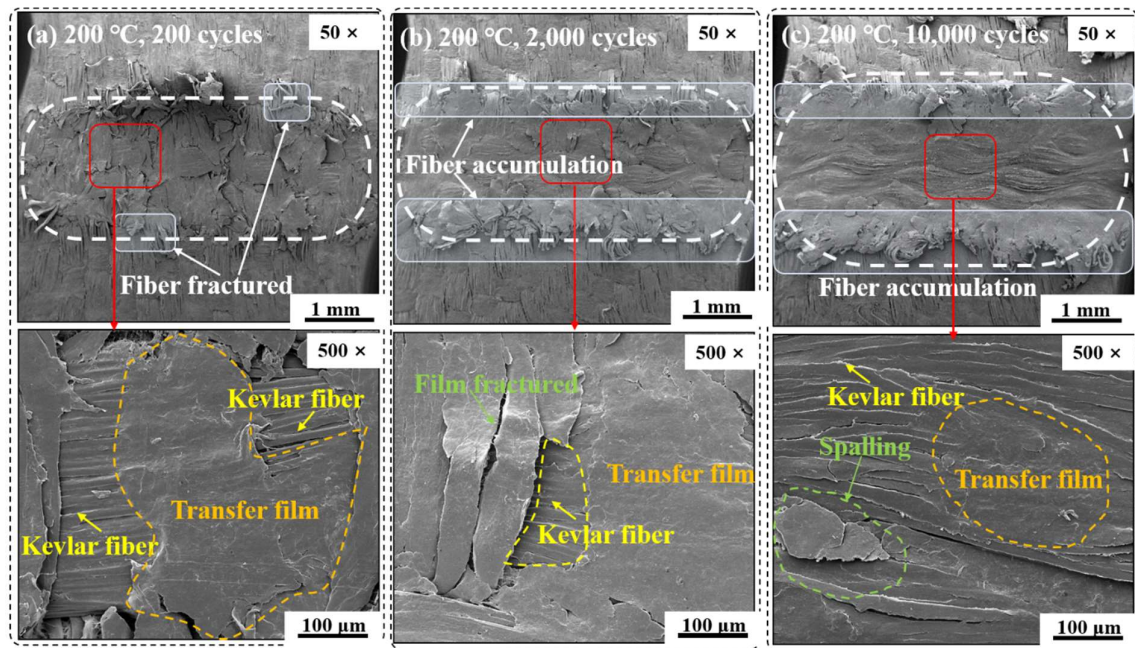 (a) 200 °C, 200 cycles
50 ×
Fiber fractured
1 mm
(b) 200 °C, 2,000 cycles
50 ×
Fiber accumulation
1 mm
(c) 200 °C, 10,000 cycles
50 ×
Fiber accumulation
1 mm
500 ×
Kevlar fiber
Transfer film
Kevlar fiber
100 μm
500 ×
Film fractured
Transfer film
Kevlar fiber
100 μm
500 ×
Kevlar fiber
Spalling
Transfer film
100 μm